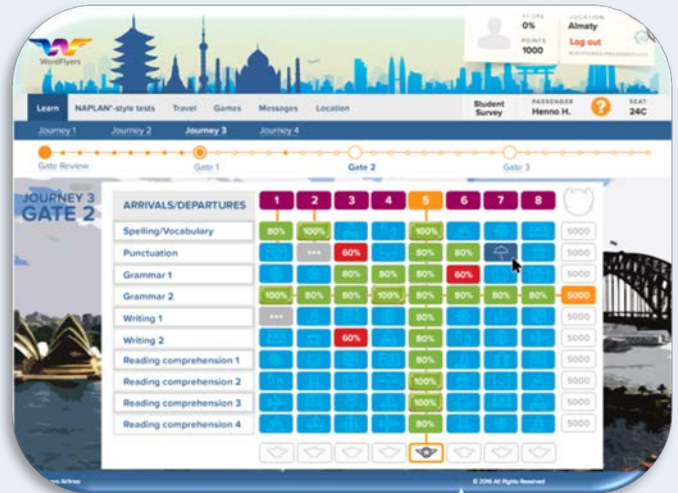 SCORE LOCATION
0% Almaty
POINTS Log out
1000
WordFlyers
Learn NAPLAN*-style tests Travel Games Messages Location Student Survey PASSENGER Henno H. ? SEAT 24C
Journey 1 Journey 2 Journey 3 Journey 4
Gate Review Gate 1 Gate 2 Gate 3
JOURNEY 3
GATE 2
ARRIVALS/DEPARTURES 1 2 3 4 5 6 7 8
Spelling/Vocabulary 80% 100% 100% 5000
Punctuation ••• 60% 80% 80% 5000
Grammar 1 80% 80% 80% 60% 5000
Grammar 2 100% 80% 80% 100% 80% 80% 80% 80% 5000
Writing 1 ••• 80% 5000
Writing 2 60% 80% 5000
Reading comprehension 1 80% 5000
Reading comprehension 2 100% 5000
Reading comprehension 3 100% 5000
Reading comprehension 4 80% 5000
Airlines © 2016 All Rights Reserved